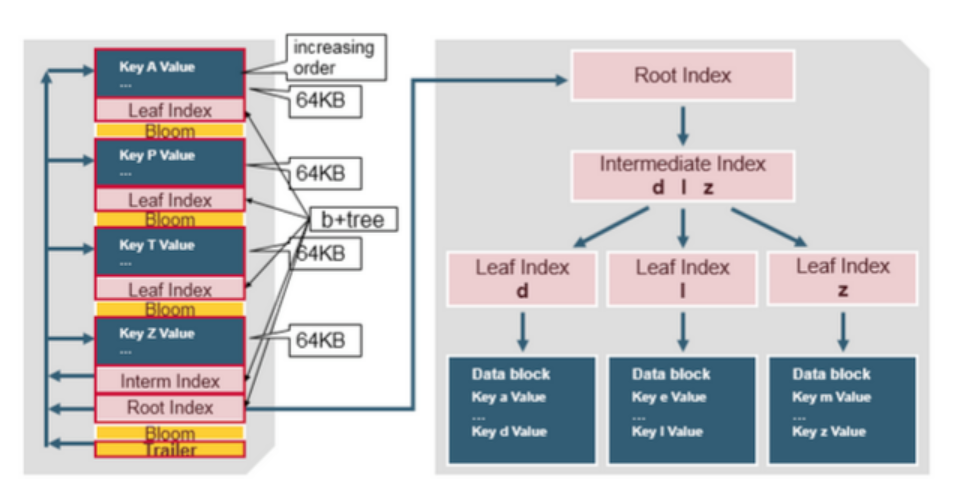 Key A Value
...
Leaf Index
Bloom
Key P Value
...
Leaf Index
Bloom
Key T Value
...
Leaf Index
Bloom
Key Z Value
...
Interm Index
Root Index
Bloom
Trailer
increasing
order
64KB
64KB
b+tree
64KB
64KB
Root Index
Intermediate Index
d l z
Leaf Index
d
Leaf Index
l
Leaf Index
z
Data block
Key a Value
...
Key d Value
Data block
Key e Value
...
Key l Value
Data block
Key m Value
...
Key z Value